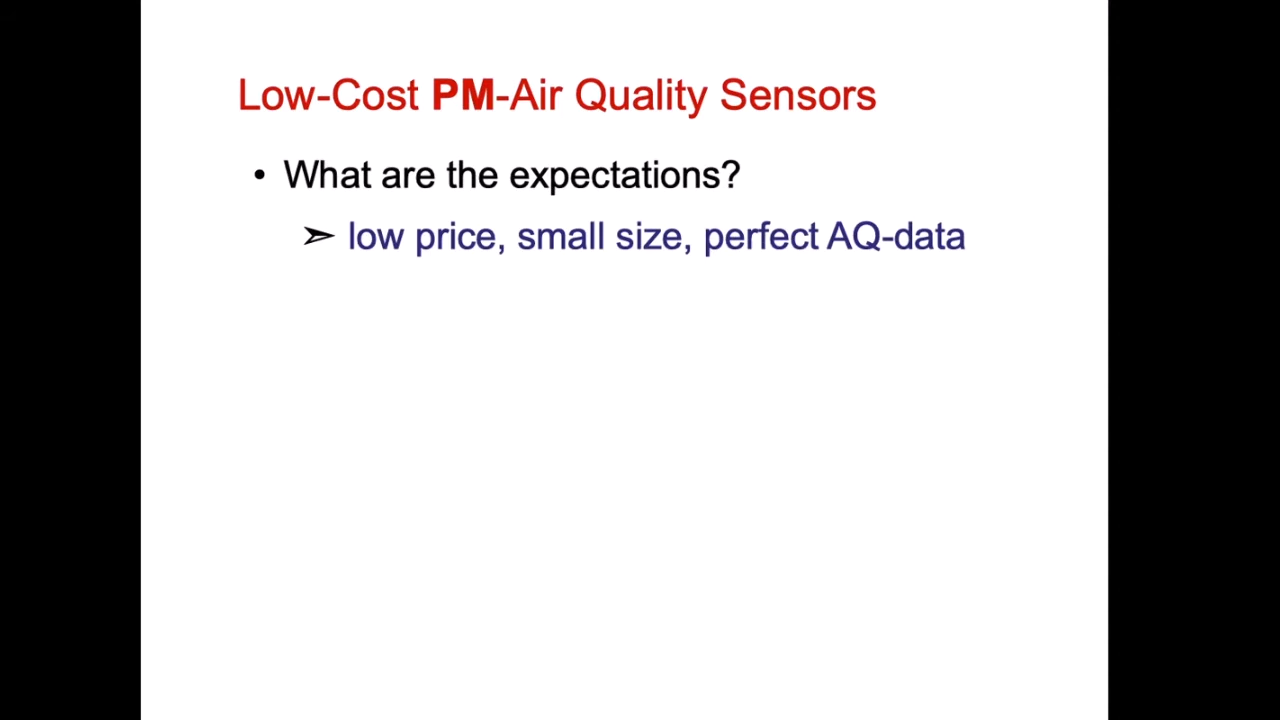 Low-Cost PM-Air Quality Sensors
• What are the expectations?
➢ low price, small size, perfect AQ-data